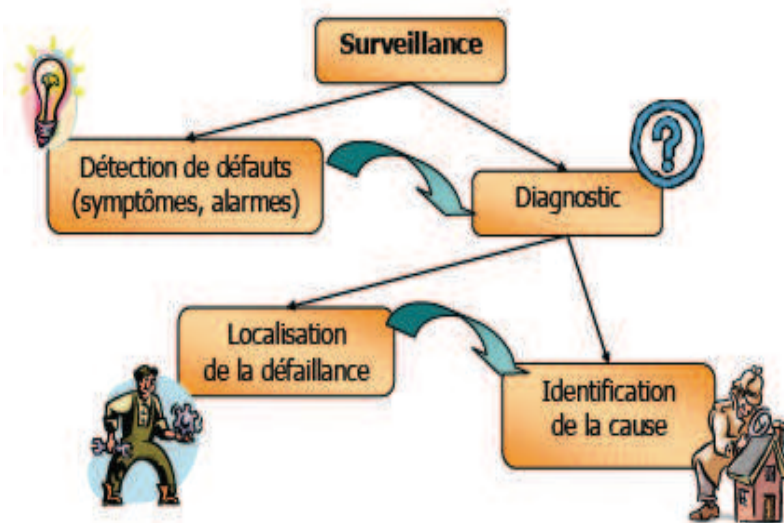 Surveillance
Détection de défauts
(symptômes, alarmes)
?
Diagnostic
Localisation
de la défaillance
Identification
de la cause